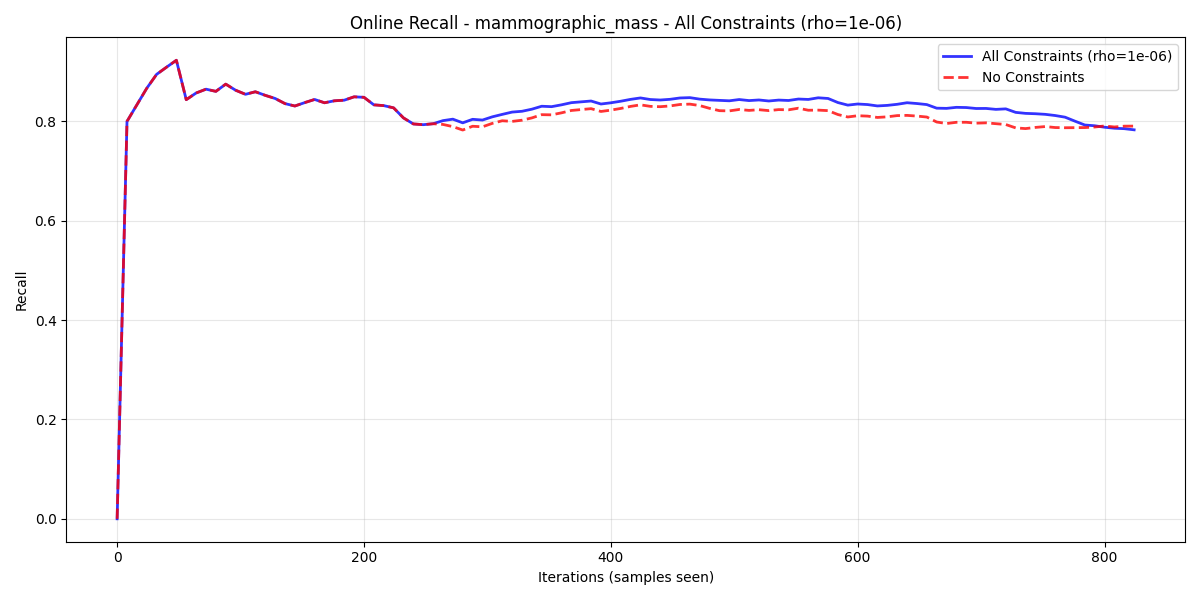 Online Recall - mammographic_mass - All Constraints (rho=1e-06)
All Constraints (rho=1e-06)
No Constraints
Recall
0.8
0.6
0.4
0.2
0.0
0
200
400
600
800
Iterations (samples seen)